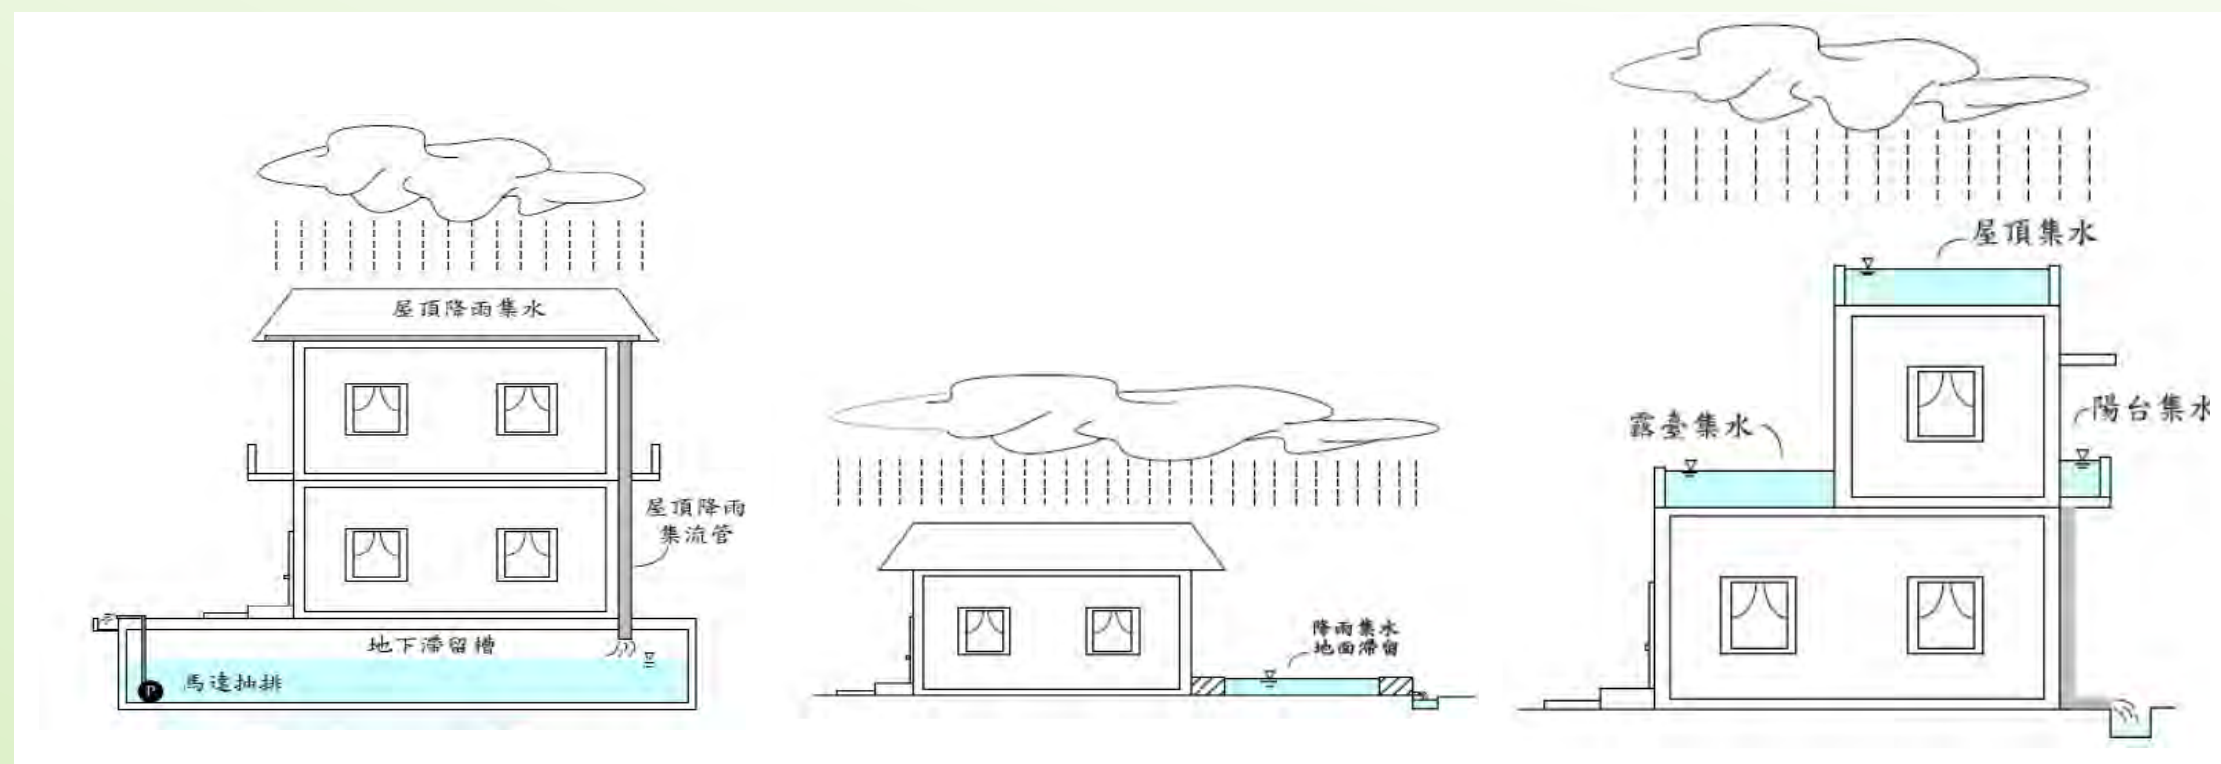 屋頂降雨集水
屋頂降雨
集流管
地下滯留槽
馬達抽排
P
降雨集水
地面滯留
屋頂集水
露臺集水
陽台集水